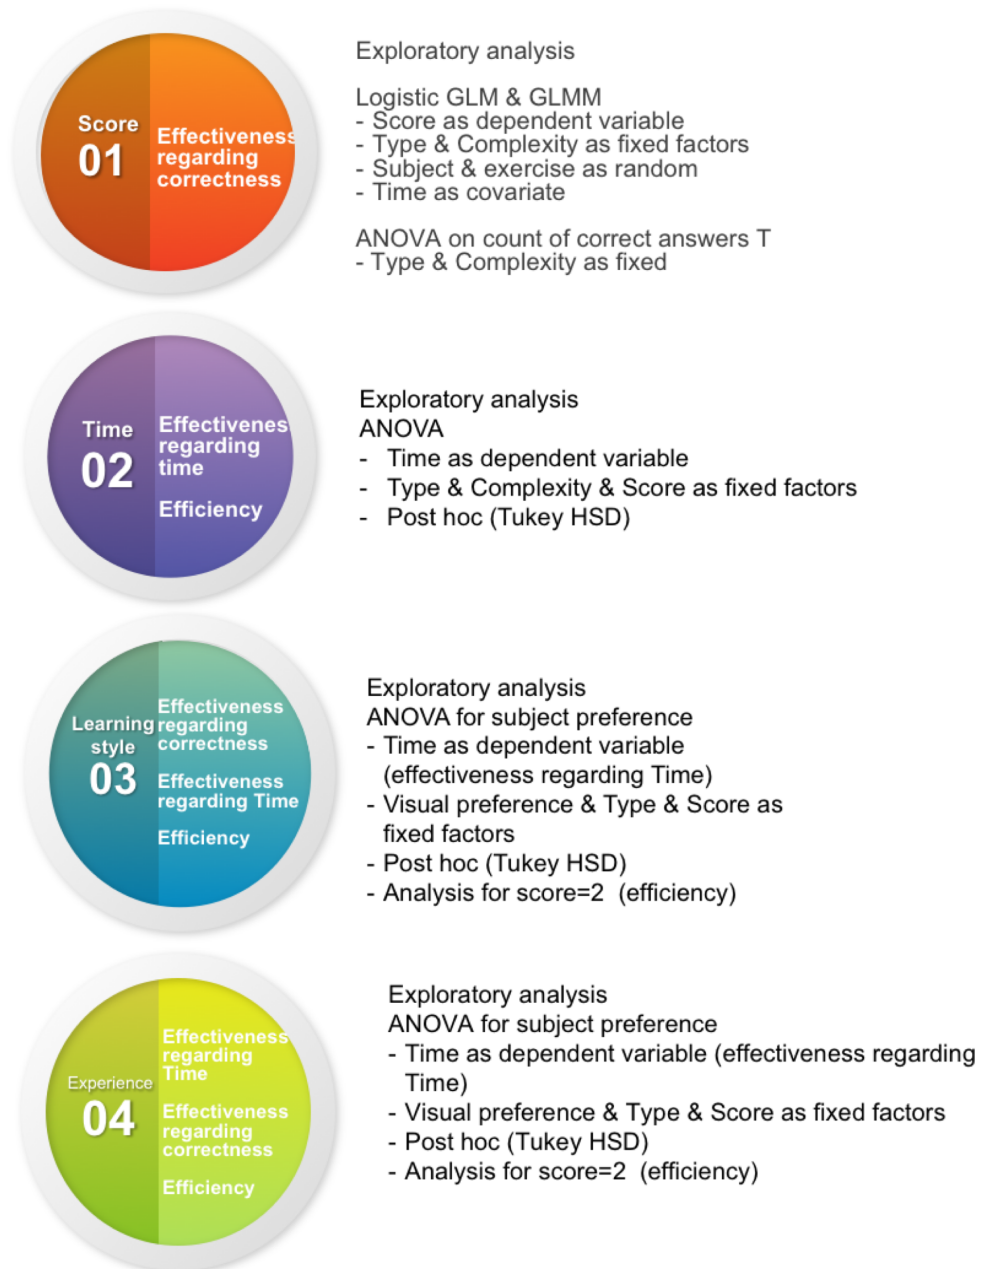 Score
01
Effectiveness
regarding
correctness
Exploratory analysis
Logistic GLM & GLMM
- Score as dependent variable
- Type & Complexity as fixed factors
- Subject & exercise as random
- Time as covariate
ANOVA on count of correct answers T
- Type & Complexity as fixed
Time
02
Effectivenes
regarding
time
Efficiency
Exploratory analysis
ANOVA
- Time as dependent variable
- Type & Complexity & Score as fixed factors
- Post hoc (Tukey HSD)
Learning
style
03
Effectiveness
regarding
correctness
Effectiveness
regarding Time
Efficiency
Exploratory analysis
ANOVA for subject preference
- Time as dependent variable
(effectiveness regarding Time)
- Visual preference & Type & Score as
fixed factors
- Post hoc (Tukey HSD)
- Analysis for score=2 (efficiency)
Experience
04
Effectiveness
regarding
Time
Effectiveness
regarding
correctness
Efficiency
Exploratory analysis
ANOVA for subject preference
- Time as dependent variable (effectiveness regarding
Time)
- Visual preference & Type & Score as fixed factors
- Post hoc (Tukey HSD)
- Analysis for score=2 (efficiency)